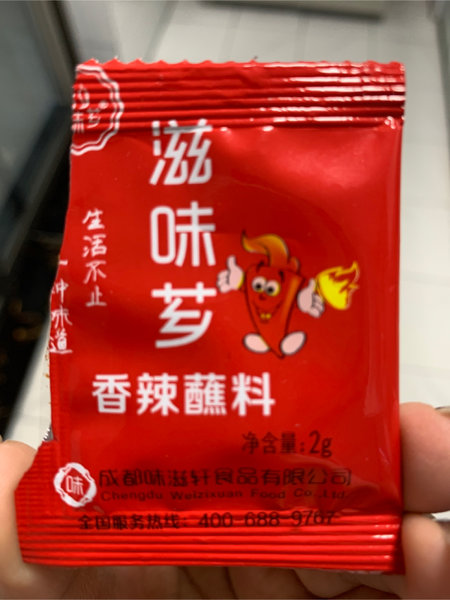 滋味芗
生活不止
一种味道
香辣蘸料
净含量:2g
味
成都味滋轩食品有限公司
Chengdu Weizixuan Food Co.,Ltd.
全国服务热线: 400-688-9767